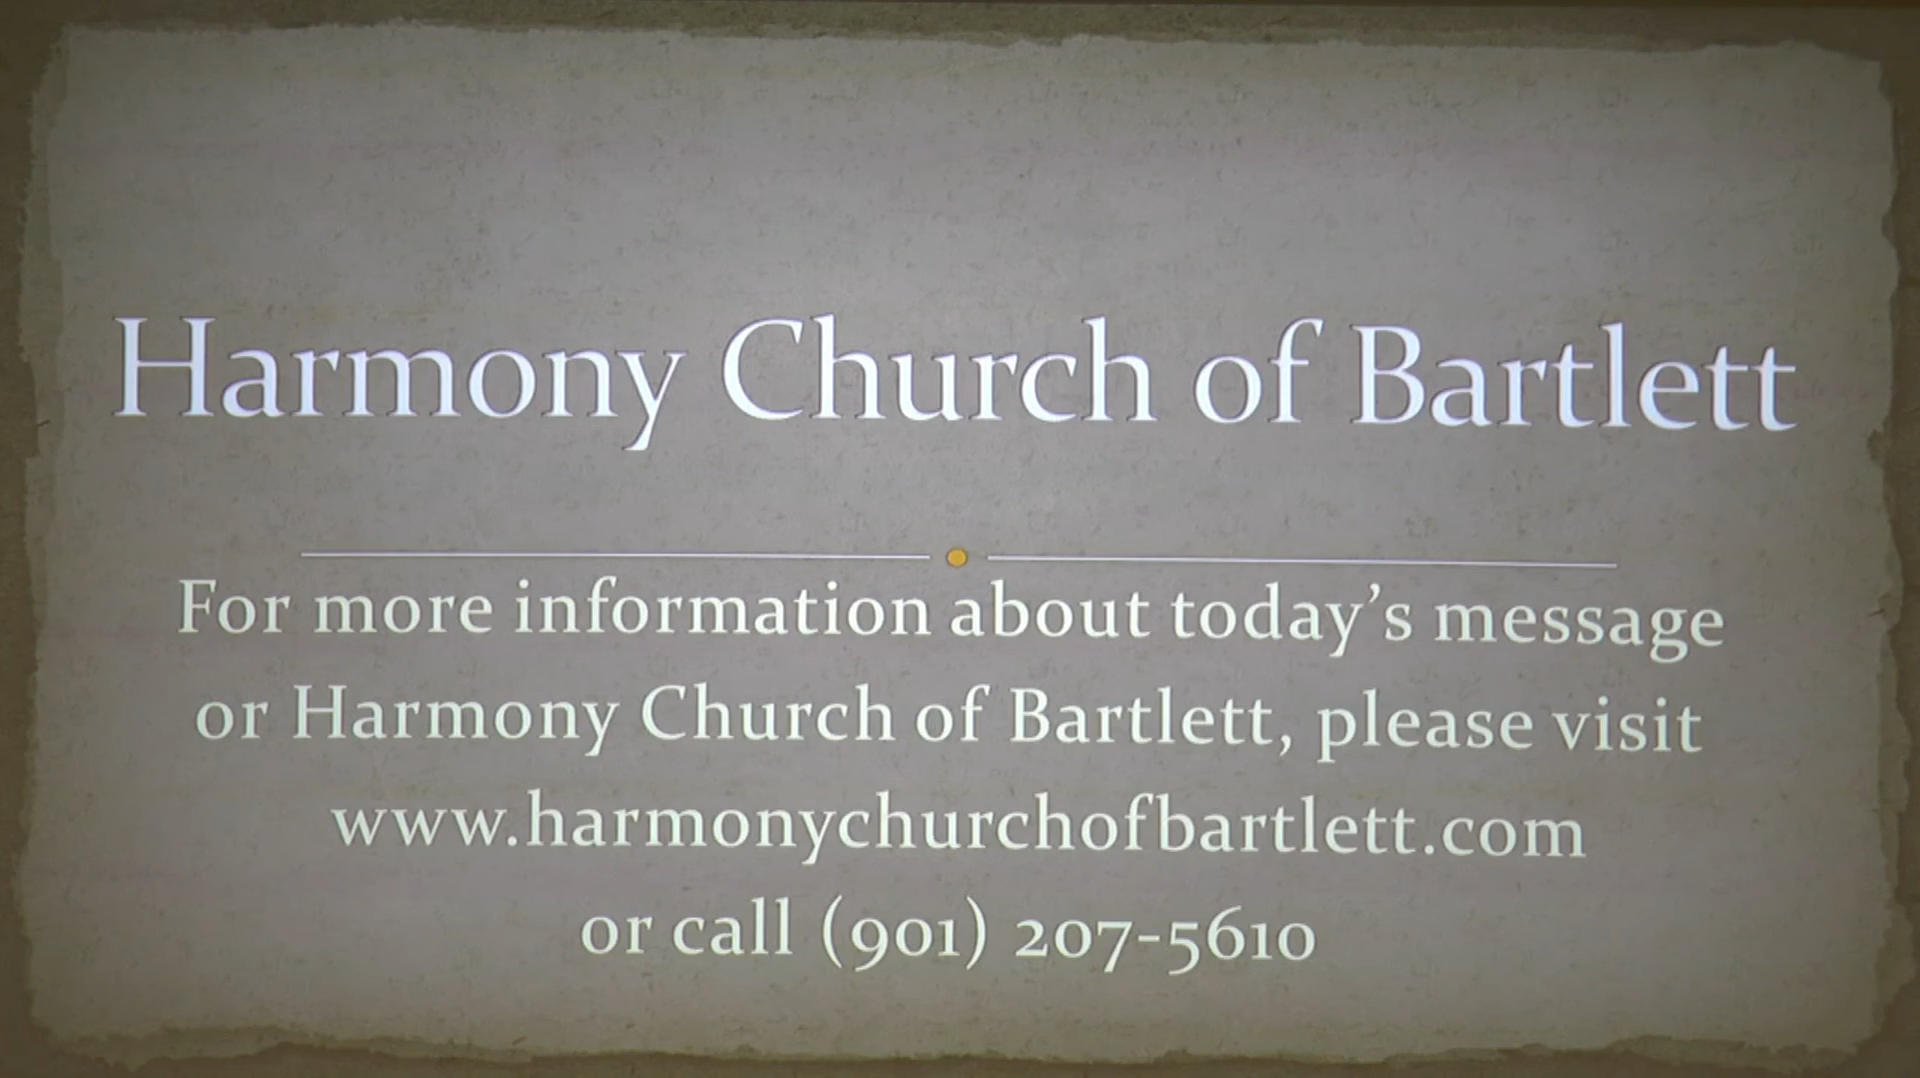 Harmony Church of Bartlett
For more information about today’s message
or Harmony Church of Bartlett, please visit
www.harmonychurchofbartlett.com
or call (901) 207-5610